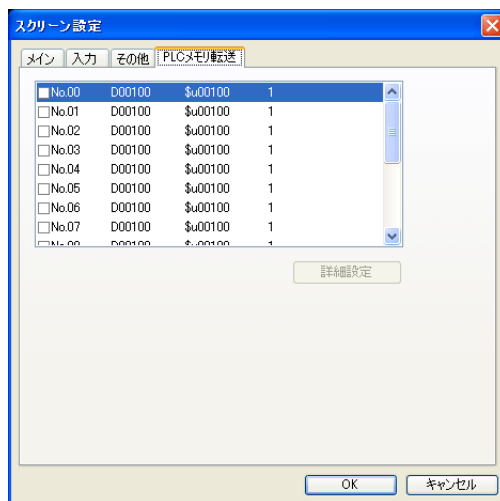 スクリーン設定
メイン 入力 その他 PLCメモリ転送
No.00 D00100 $u00100 1
No.01 D00100 $u00100 1
No.02 D00100 $u00100 1
No.03 D00100 $u00100 1
No.04 D00100 $u00100 1
No.05 D00100 $u00100 1
No.06 D00100 $u00100 1
No.07 D00100 $u00100 1
詳細設定
OK キャンセル